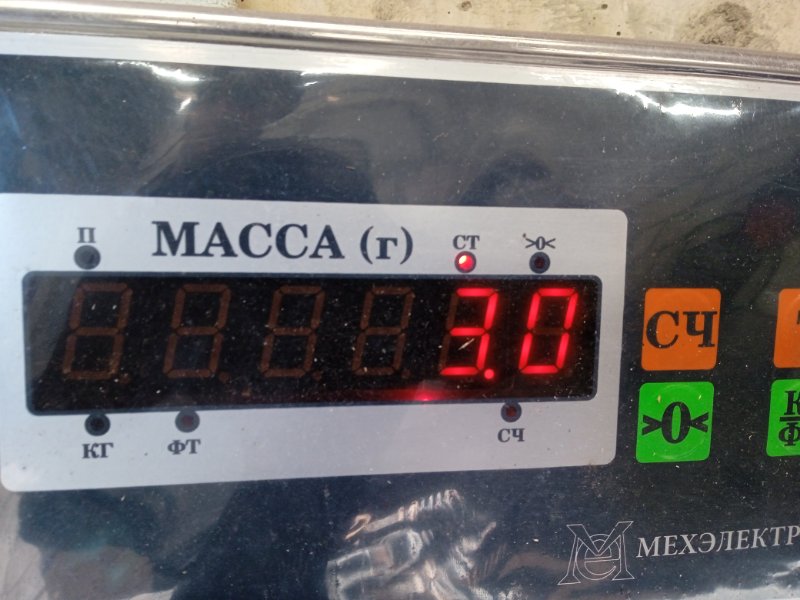 П МАССА (г) СТ >0<
3.0
КГ ФТ СЧ
СЧ
>0<
МЕХЭЛЕКТР